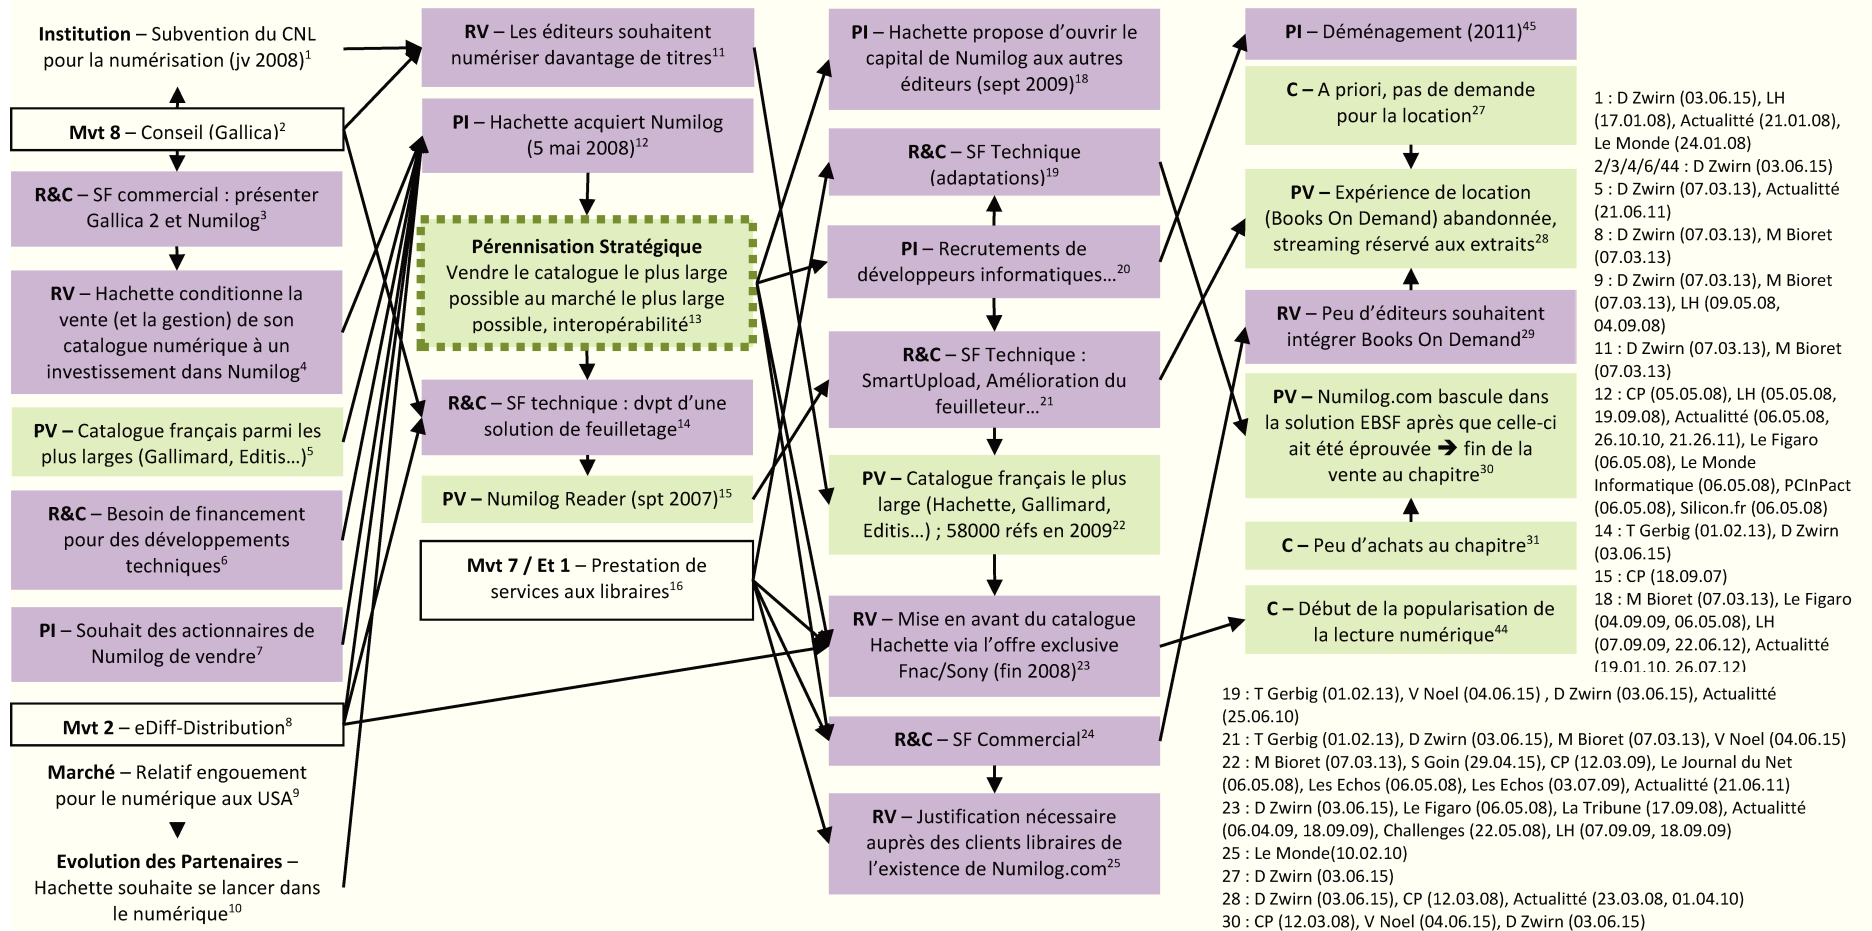 Institution – Subvention du CNL
pour la numérisation (jv 2008)1
Mvt 8 – Conseil (Gallica)2
R&C – SF commercial : présenter
Gallica 2 et Numilog3
RV – Hachette conditionne la
vente (et la gestion) de son
catalogue numérique à un
investissement dans Numilog4
PV – Catalogue français parmi les
plus larges (Gallimard, Editis…)5
R&C – Besoin de financement
pour des développements
techniques6
PI – Souhait des actionnaires de
Numilog de vendre7
Mvt 2 – eDiff-Distribution8
Marché – Relatif engouement
pour le numérique aux USA9
Evolution des Partenaires –
Hachette souhaite se lancer dans
le numérique10
RV – Les éditeurs souhaitent
numériser davantage de titres11
PI – Hachette acquiert Numilog
(5 mai 2008)12
Pérennisation Stratégique
Vendre le catalogue le plus large
possible au marché le plus large
possible, interopérabilité13
R&C – SF technique : dvpt d’une
solution de feuilletage14
PV – Numilog Reader (spt 2007)15
Mvt 7 / Et 1 – Prestation de
services aux libraires16
PI – Hachette propose d’ouvrir le
capital de Numilog aux autres
éditeurs (sept 2009)18
R&C – SF Technique
(adaptations)19
PI – Recrutements de
développeurs informatiques…20
R&C – SF Technique :
SmartUpload, Amélioration du
feuilleteur…21
PV – Catalogue français le plus
large (Hachette, Gallimard,
Editis…) ; 58000 réfs en 200922
RV – Mise en avant du catalogue
Hachette via l’offre exclusive
Fnac/Sony (fin 2008)23
R&C – SF Commercial24
RV – Justification nécessaire
auprès des clients libraires de
l’existence de Numilog.com25
PI – Déménagement (2011)45
C – A priori, pas de demande
pour la location27
PV – Expérience de location
(Books On Demand) abandonnée,
streaming réservé aux extraits28
RV – Peu d’éditeurs souhaitent
intégrer Books On Demand29
PV – Numilog.com bascule dans
la solution EBSF après que celle-ci
ait été éprouvée ➔ fin de la
vente au chapitre30
C – Peu d’achats au chapitre31
C – Début de la popularisation de
la lecture numérique44
1 : D Zwirn (03.06.15), LH
(17.01.08), Actualitté (21.01.08),
Le Monde (24.01.08)
2/3/4/6/44 : D Zwirn (03.06.15)
5 : D Zwirn (07.03.13), Actualitté
(21.06.11)
8 : D Zwirn (07.03.13), M Bioret
(07.03.13)
9 : D Zwirn (07.03.13), M Bioret
(07.03.13), LH (09.05.08,
04.09.08)
11 : D Zwirn (07.03.13), M Bioret
(07.03.13)
12 : CP (05.05.08), LH (05.05.08,
19.09.08), Actualitté (06.05.08,
26.10.10, 21.26.11), Le Figaro
(06.05.08), Le Monde
Informatique (06.05.08), PCInPact
(06.05.08), Silicon.fr (06.05.08)
14 : T Gerbig (01.02.13), D Zwirn
(03.06.15)
15 : CP (18.09.07)
18 : M Bioret (07.03.13), Le Figaro
(04.09.09, 06.05.08), LH
(07.09.09, 22.06.12), Actualitté
(19.01.10, 26.07.12)
19 : T Gerbig (01.02.13), V Noel (04.06.15) , D Zwirn (03.06.15), Actualitté
(25.06.10)
21 : T Gerbig (01.02.13), D Zwirn (03.06.15), M Bioret (07.03.13), V Noel (04.06.15)
22 : M Bioret (07.03.13), S Goin (29.04.15), CP (12.03.09), Le Journal du Net
(06.05.08), Les Echos (06.05.08), Les Echos (03.07.09), Actualitté (21.06.11)
23 : D Zwirn (03.06.15), Le Figaro (06.05.08), La Tribune (17.09.08), Actualitté
(06.04.09, 18.09.09), Challenges (22.05.08), LH (07.09.09, 18.09.09)
25 : Le Monde(10.02.10)
27 : D Zwirn (03.06.15)
28 : D Zwirn (03.06.15), CP (12.03.08), Actualitté (23.03.08, 01.04.10)
30 : CP (12.03.08), V Noel (04.06.15), D Zwirn (03.06.15)